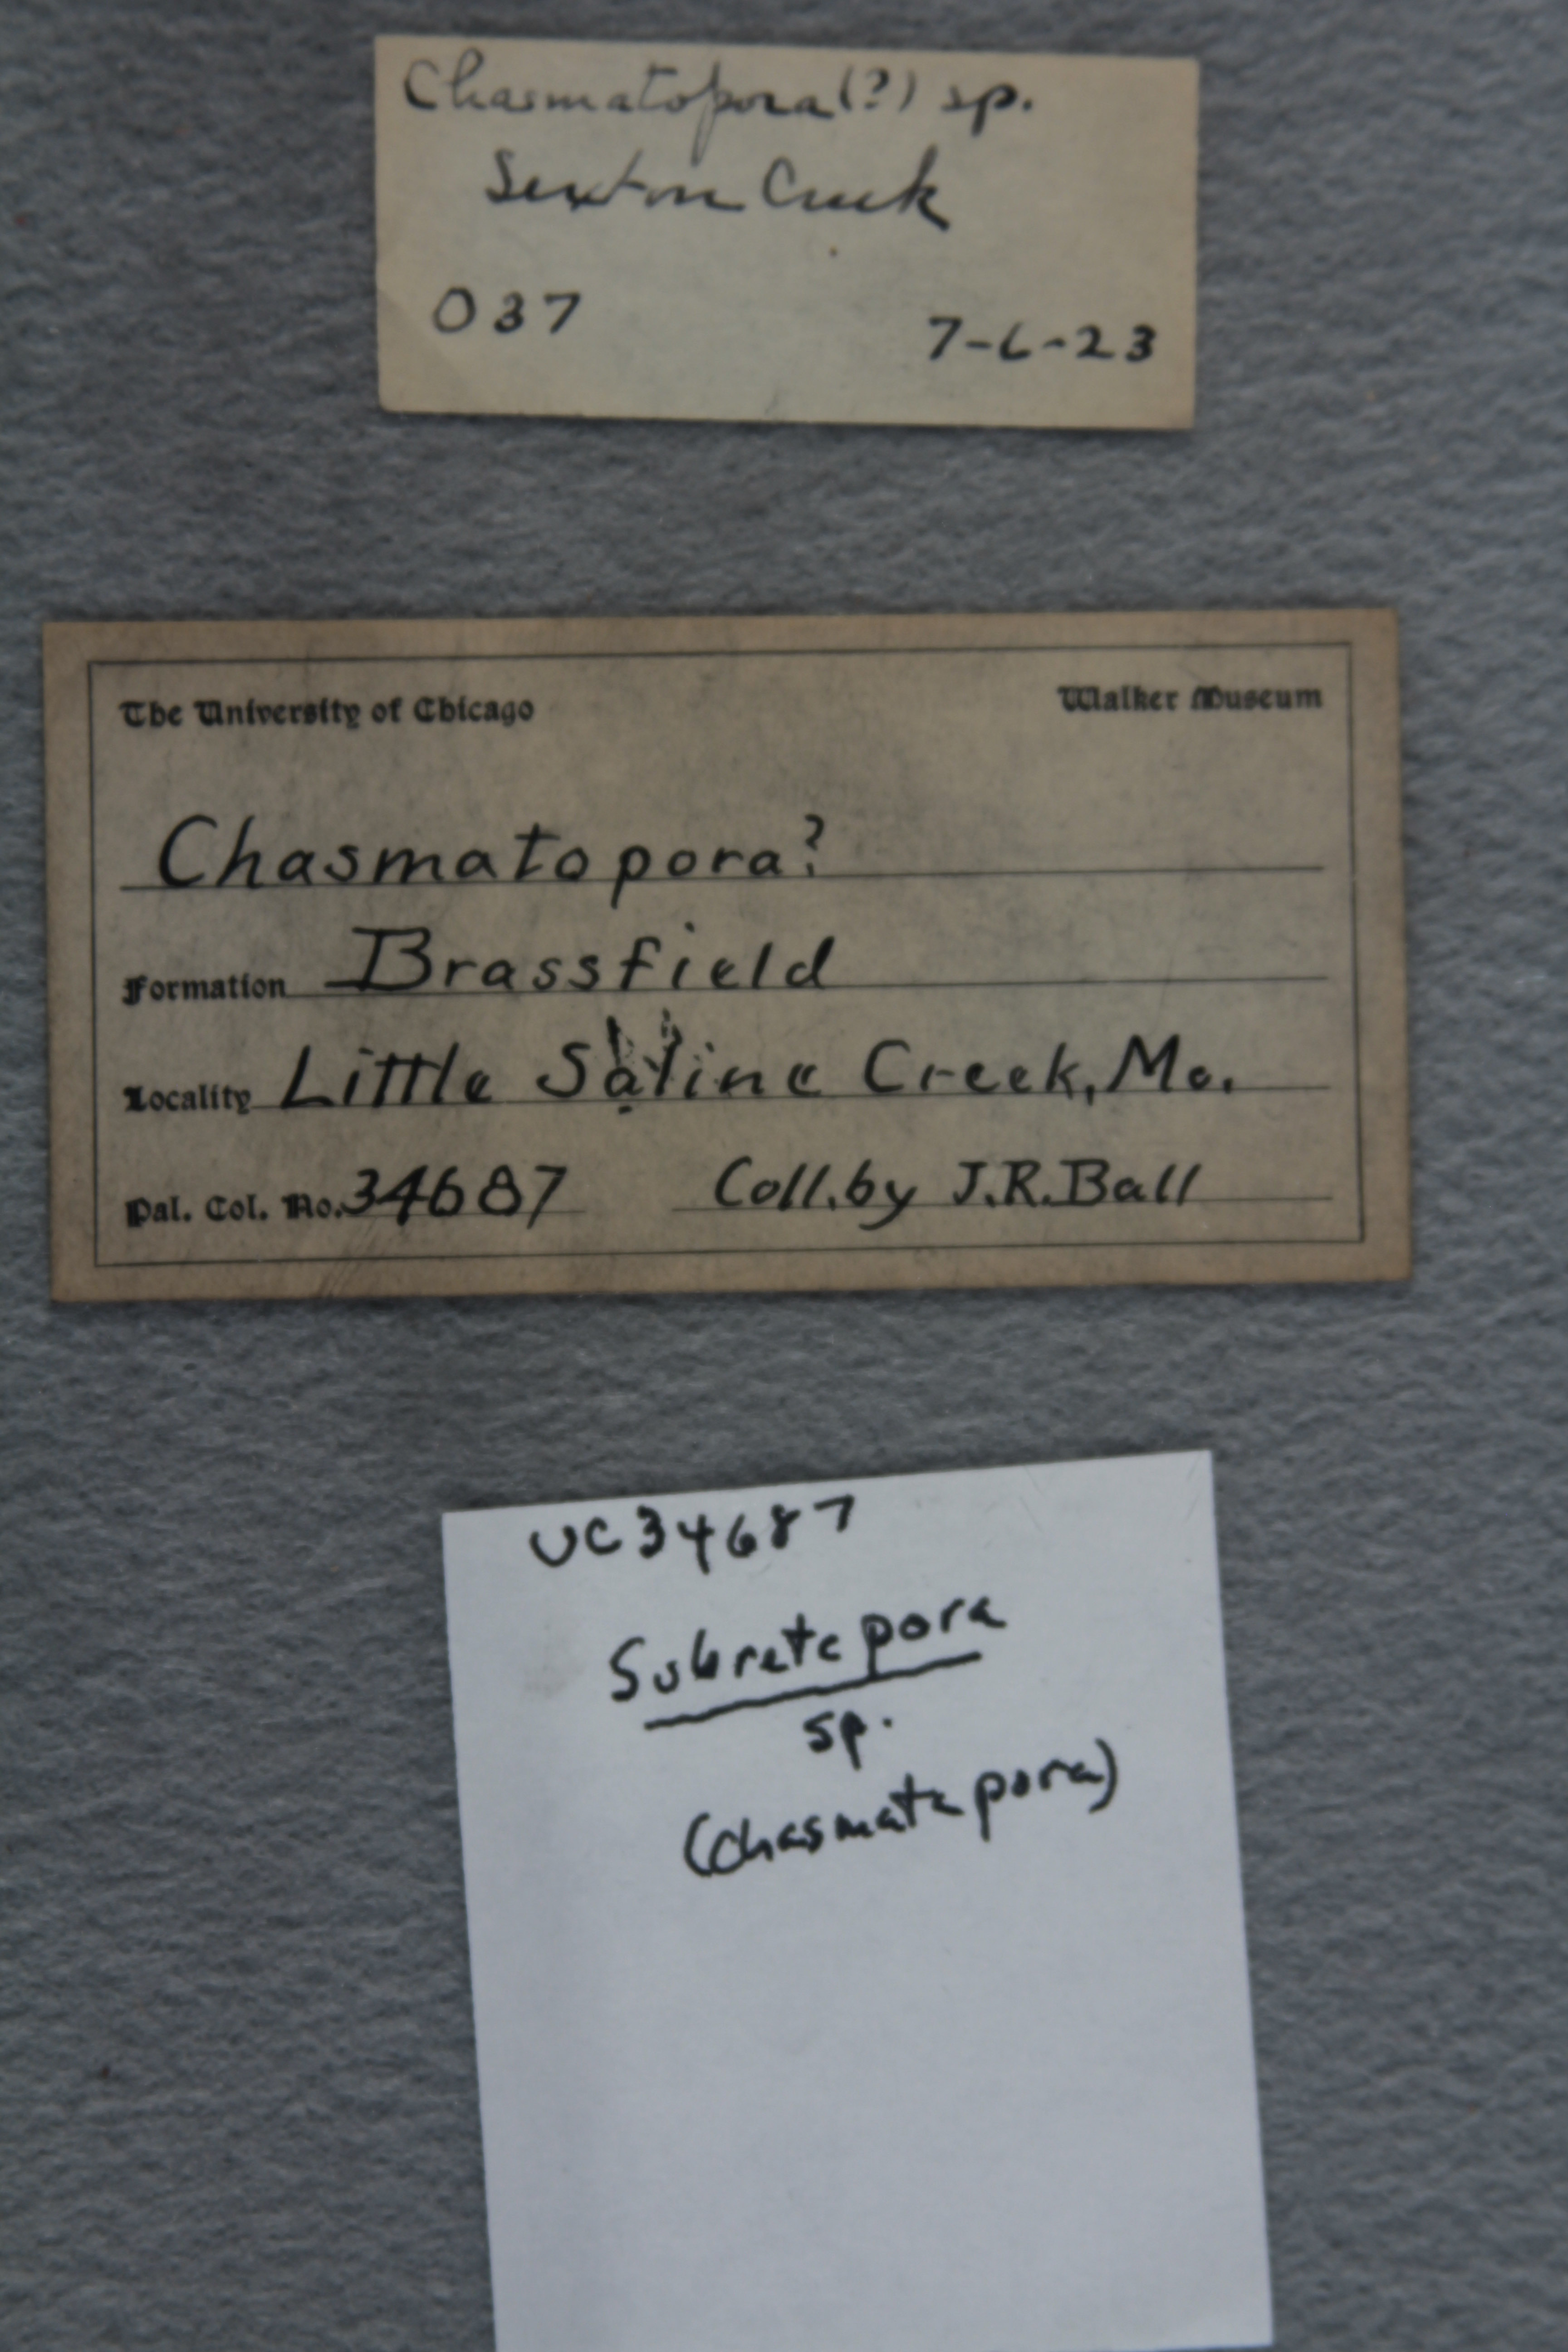 Chasmatopora (?) sp.
Sexton Creek
037 7-6-23
The University of Chicago Walker Museum
Chasmatopora?
Formation Brassfield
Locality Little Saline Creek, Mo.
Pal. Col. No. 34687 Coll. by J.R. Ball
UC34687
Subretepora
sp.
(Chasmatopora)